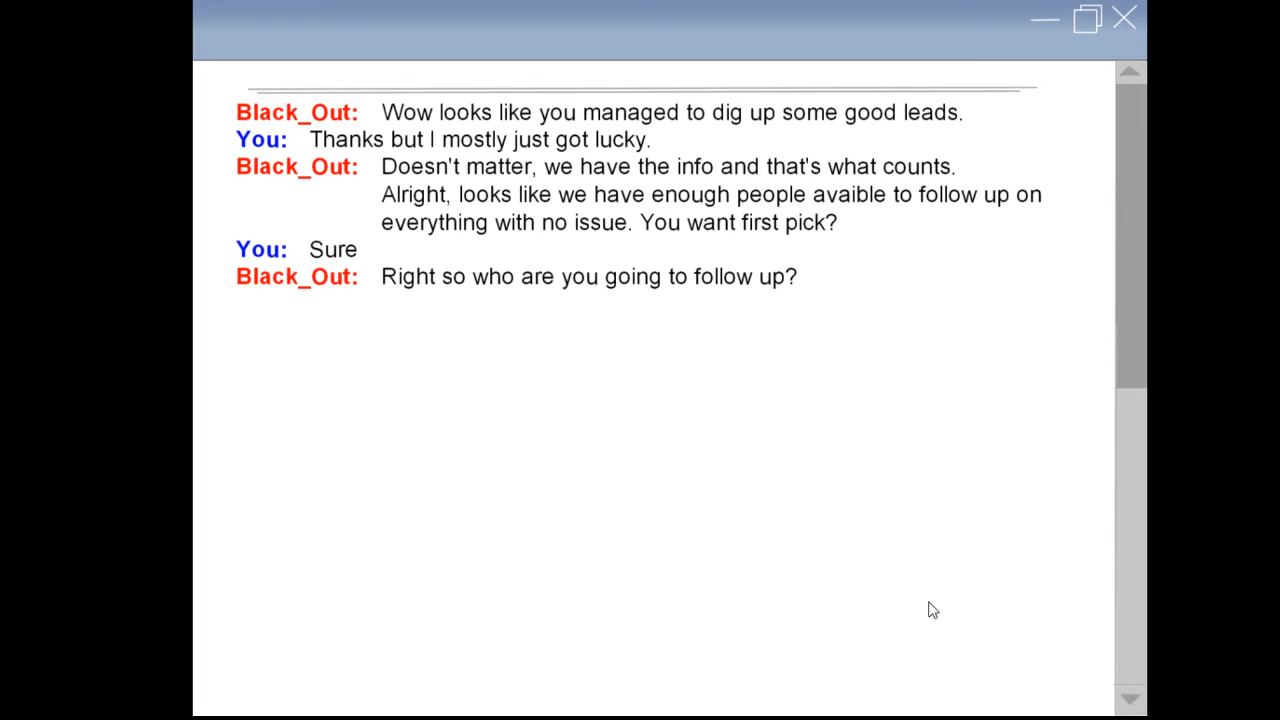 Black_Out: Wow looks like you managed to dig up some good leads.
You: Thanks but I mostly just got lucky.
Black_Out: Doesn't matter, we have the info and that's what counts.
Alright, looks like we have enough people avaible to follow up on
everything with no issue. You want first pick?
You: Sure
Black_Out: Right so who are you going to follow up?